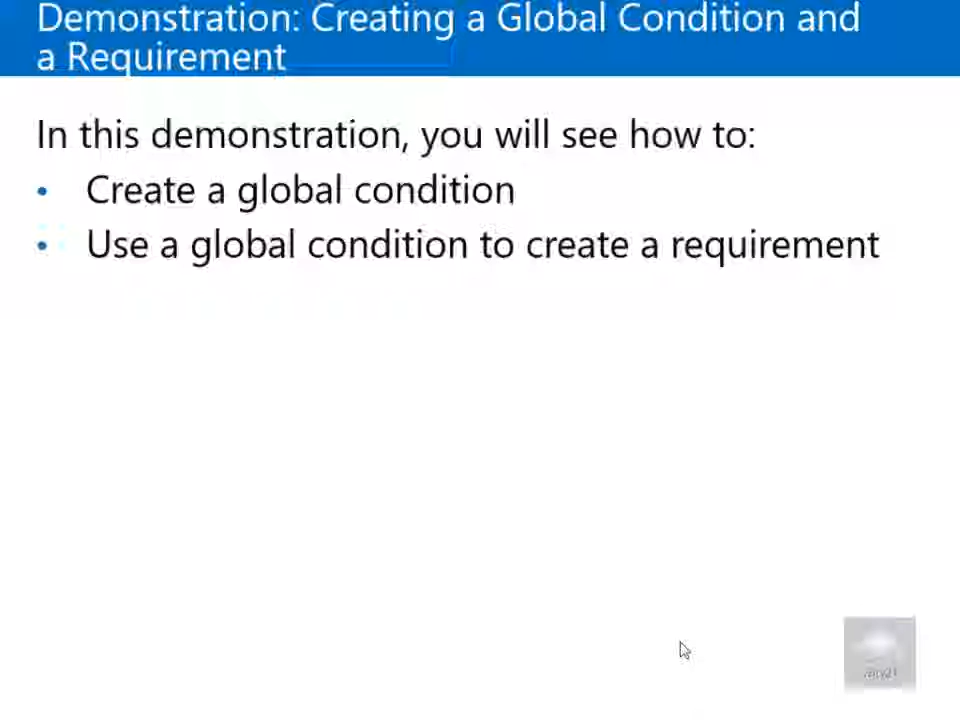 Demonstration: Creating a Global Condition and
a Requirement
In this demonstration, you will see how to:
• Create a global condition
• Use a global condition to create a requirement